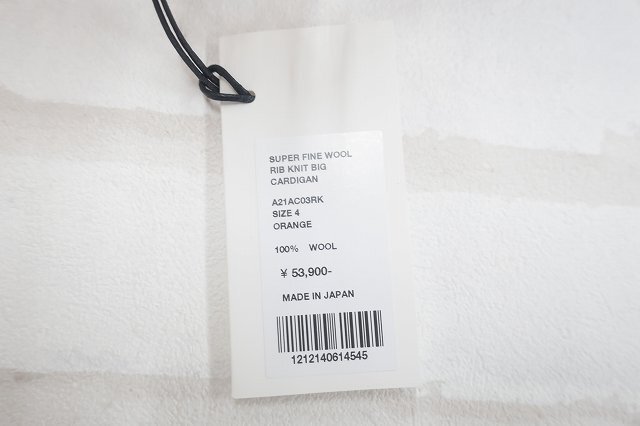 SUPER FINE WOOL
RIB KNIT BIG
CARDIGAN
A21AC03RK
SIZE 4
ORANGE
100% WOOL
¥ 53,900-
MADE IN JAPAN
1212140614545